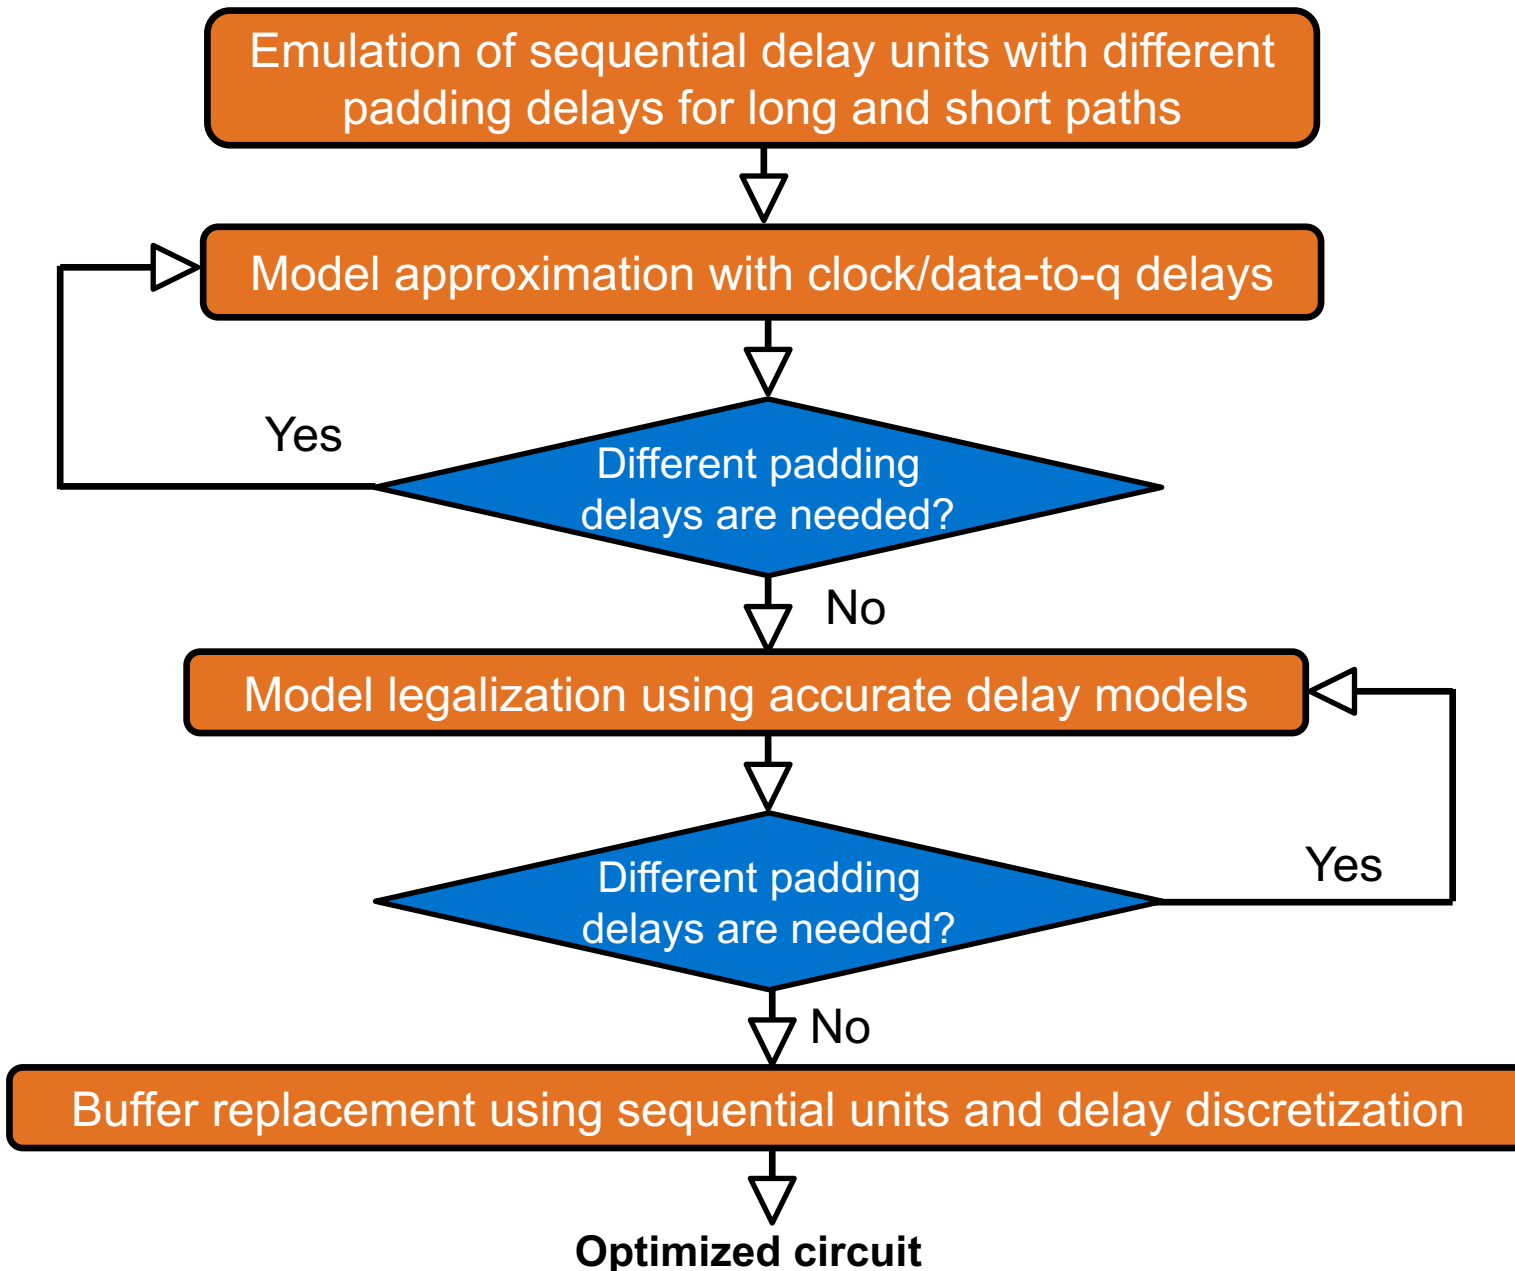 Emulation of sequential delay units with different
padding delays for long and short paths
Model approximation with clock/data-to-q delays
Yes
Different padding
delays are needed?
No
Model legalization using accurate delay models
Different padding
delays are needed?
Yes
No
Buffer replacement using sequential units and delay discretization
Optimized circuit